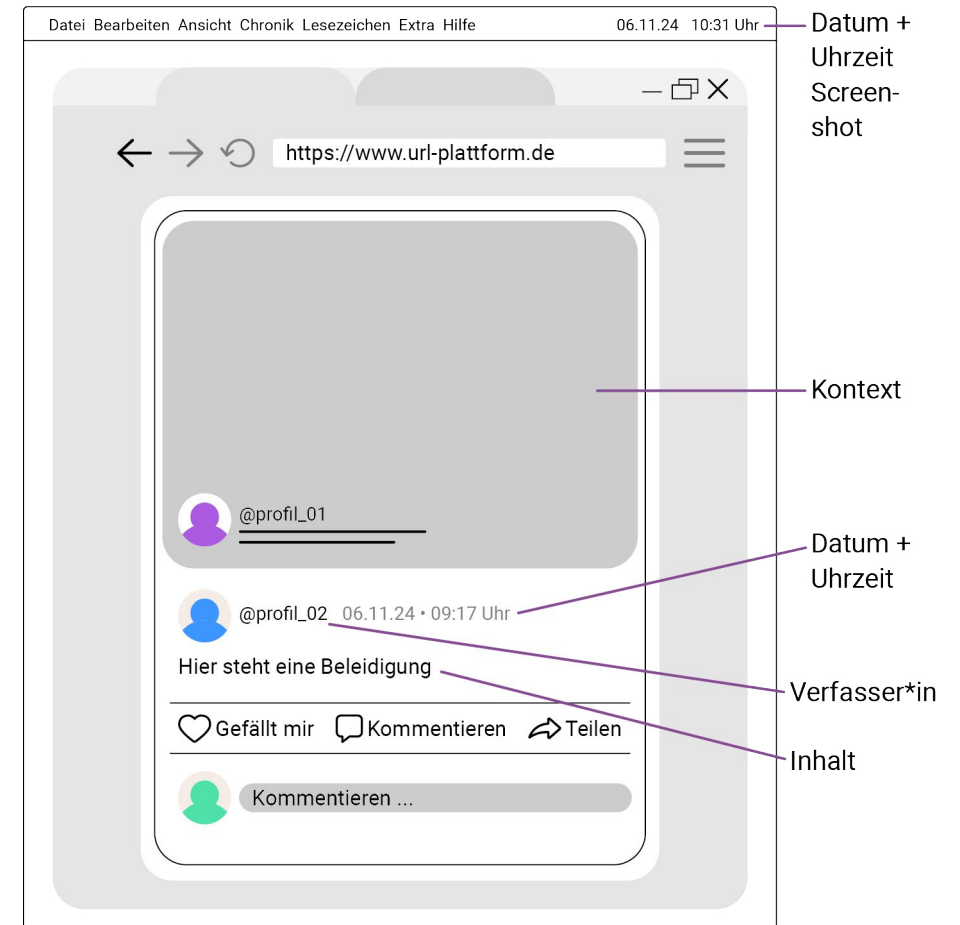 Datei Bearbeiten Ansicht Chronik Lesezeichen Extra Hilfe 06.11.24 10:31 Uhr
Datum +
Uhrzeit
Screen-
shot
https://www.url-plattform.de
Kontext
@profil_01
Datum +
Uhrzeit
@profil_02 06.11.24 • 09:17 Uhr
Hier steht eine Beleidigung
Verfasser*in
Gefällt mir Kommentieren Teilen
Inhalt
Kommentieren ...